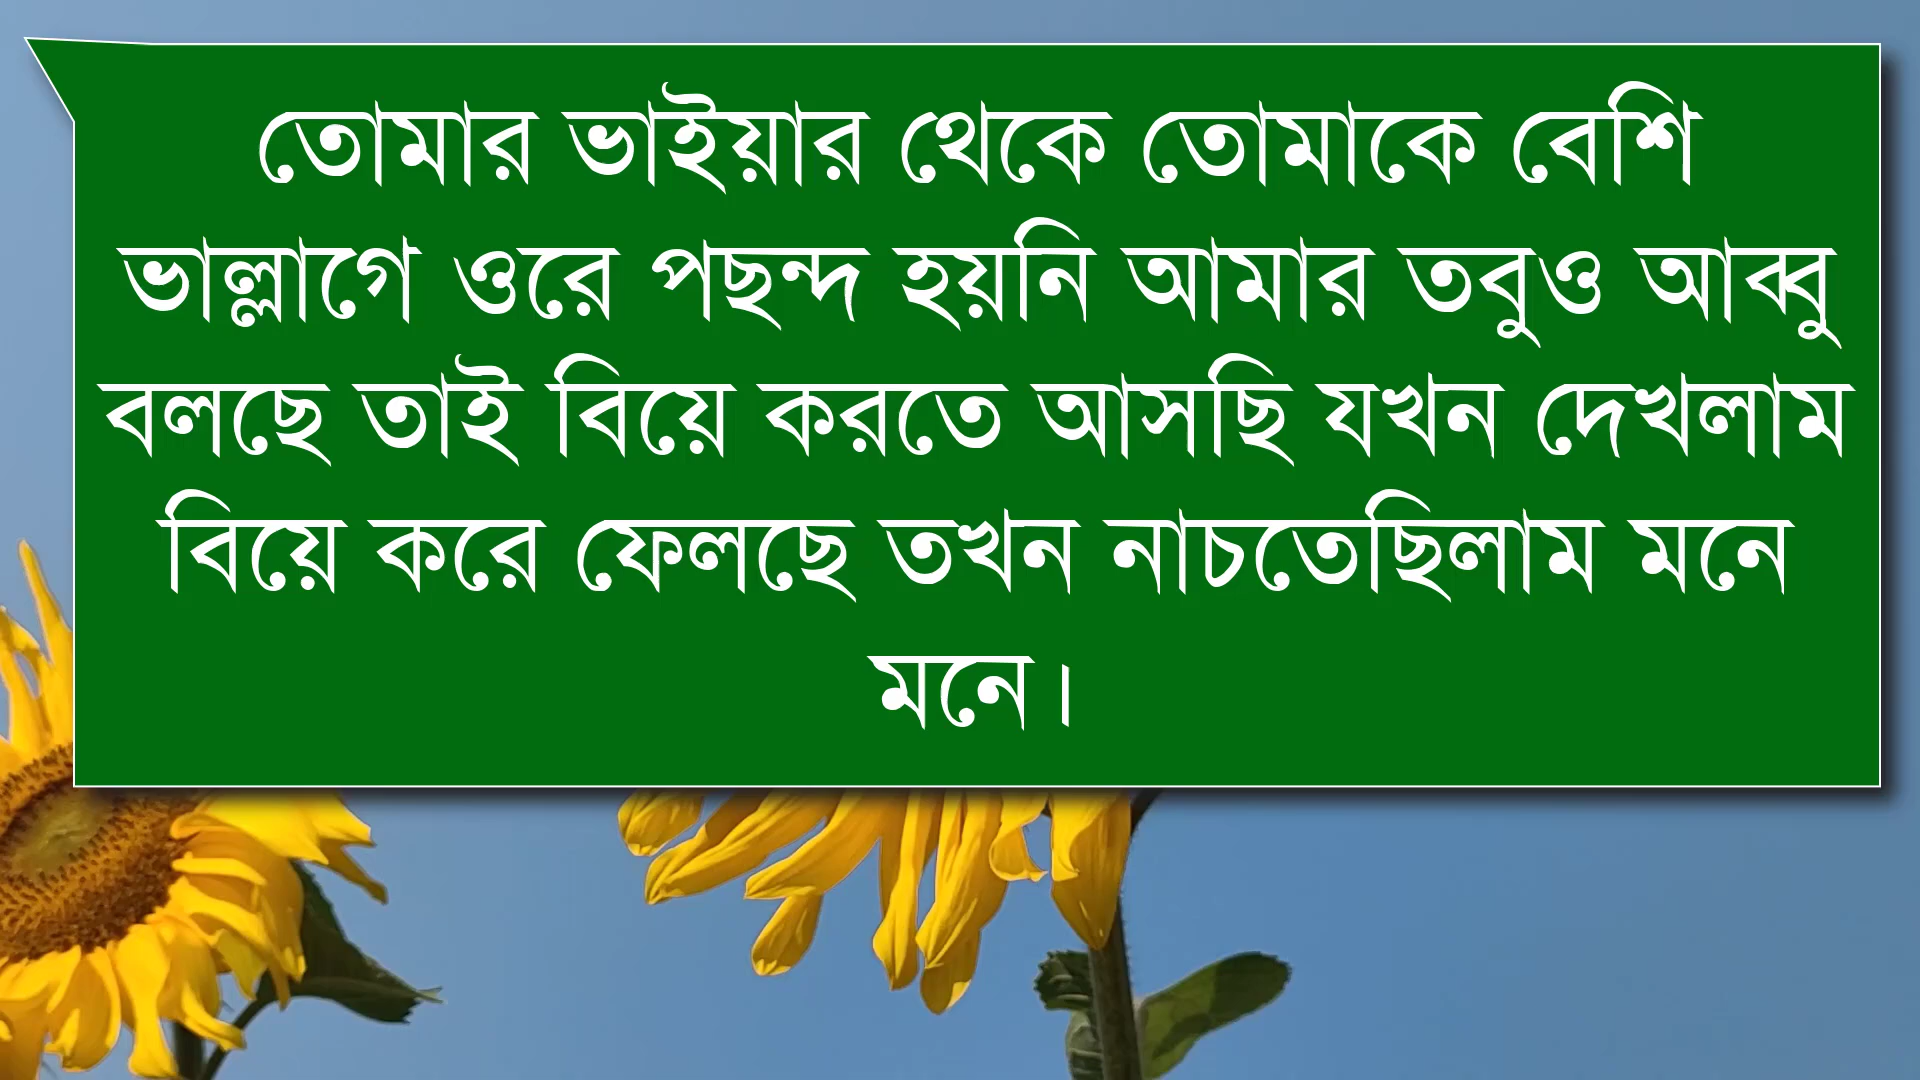 তোমার ভাইয়ার থেকে তোমাকে বেশি
ভাল্লাগে ওরে পছন্দ হয়নি আমার তবুও আব্বু
বলছে তাই বিয়ে করতে আসছি যখন দেখলাম
বিয়ে করে ফেলছে তখন নাচতেছিলাম মনে
মনে।